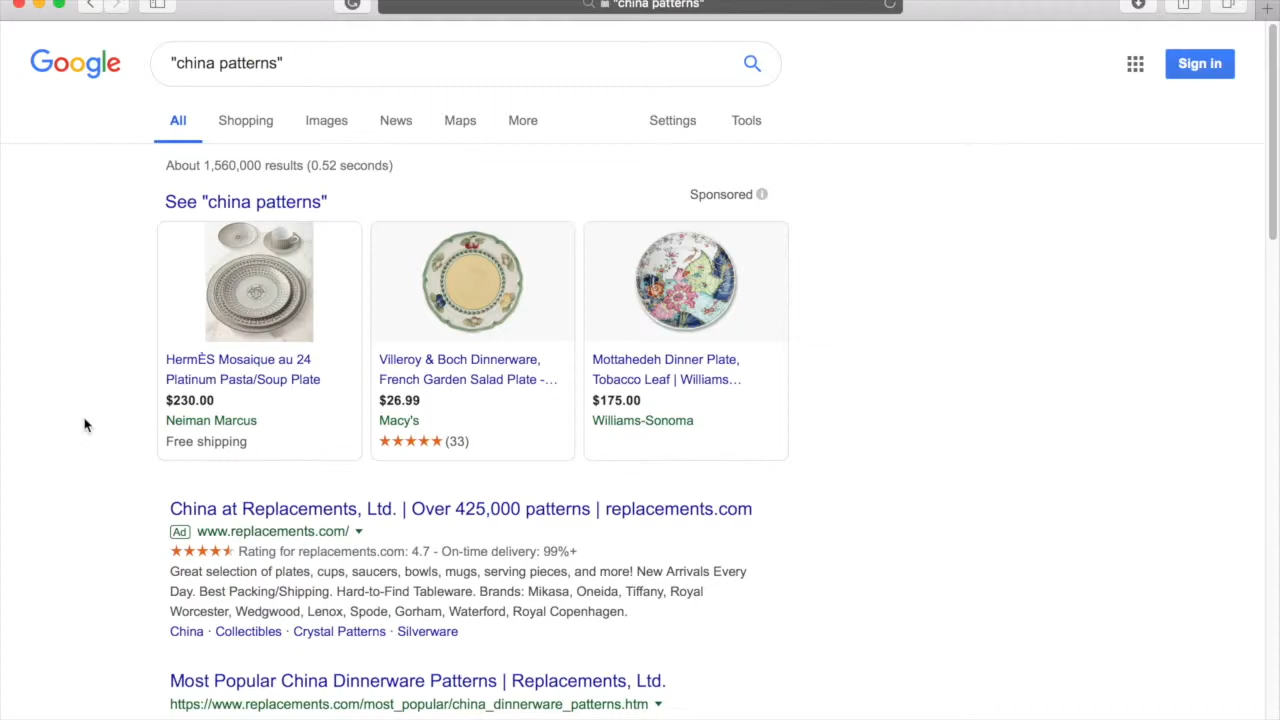 "china patterns"
Google
"china patterns"
Sign in
All Shopping Images News Maps More Settings Tools
About 1,560,000 results (0.52 seconds)
See "china patterns"
Sponsored
HermÈS Mosaique au 24
Platinum Pasta/Soup Plate
$230.00
Neiman Marcus
Free shipping
Villeroy & Boch Dinnerware,
French Garden Salad Plate -...
$26.99
Macy's
★★★★★ (33)
Mottahedeh Dinner Plate,
Tobacco Leaf | Williams...
$175.00
Williams-Sonoma
China at Replacements, Ltd. | Over 425,000 patterns | replacements.com
Ad www.replacements.com/
Rating for replacements.com: 4.7 - On-time delivery: 99%+
Great selection of plates, cups, saucers, bowls, mugs, serving pieces, and more! New Arrivals Every
Day. Best Packing/Shipping. Hard-to-Find Tableware. Brands: Mikasa, Oneida, Tiffany, Royal
Worcester, Wedgwood, Lenox, Spode, Gorham, Waterford, Royal Copenhagen.
China · Collectibles · Crystal Patterns · Silverware
Most Popular China Dinnerware Patterns | Replacements, Ltd.
https://www.replacements.com/most_popular/china_dinnerware_patterns.htm